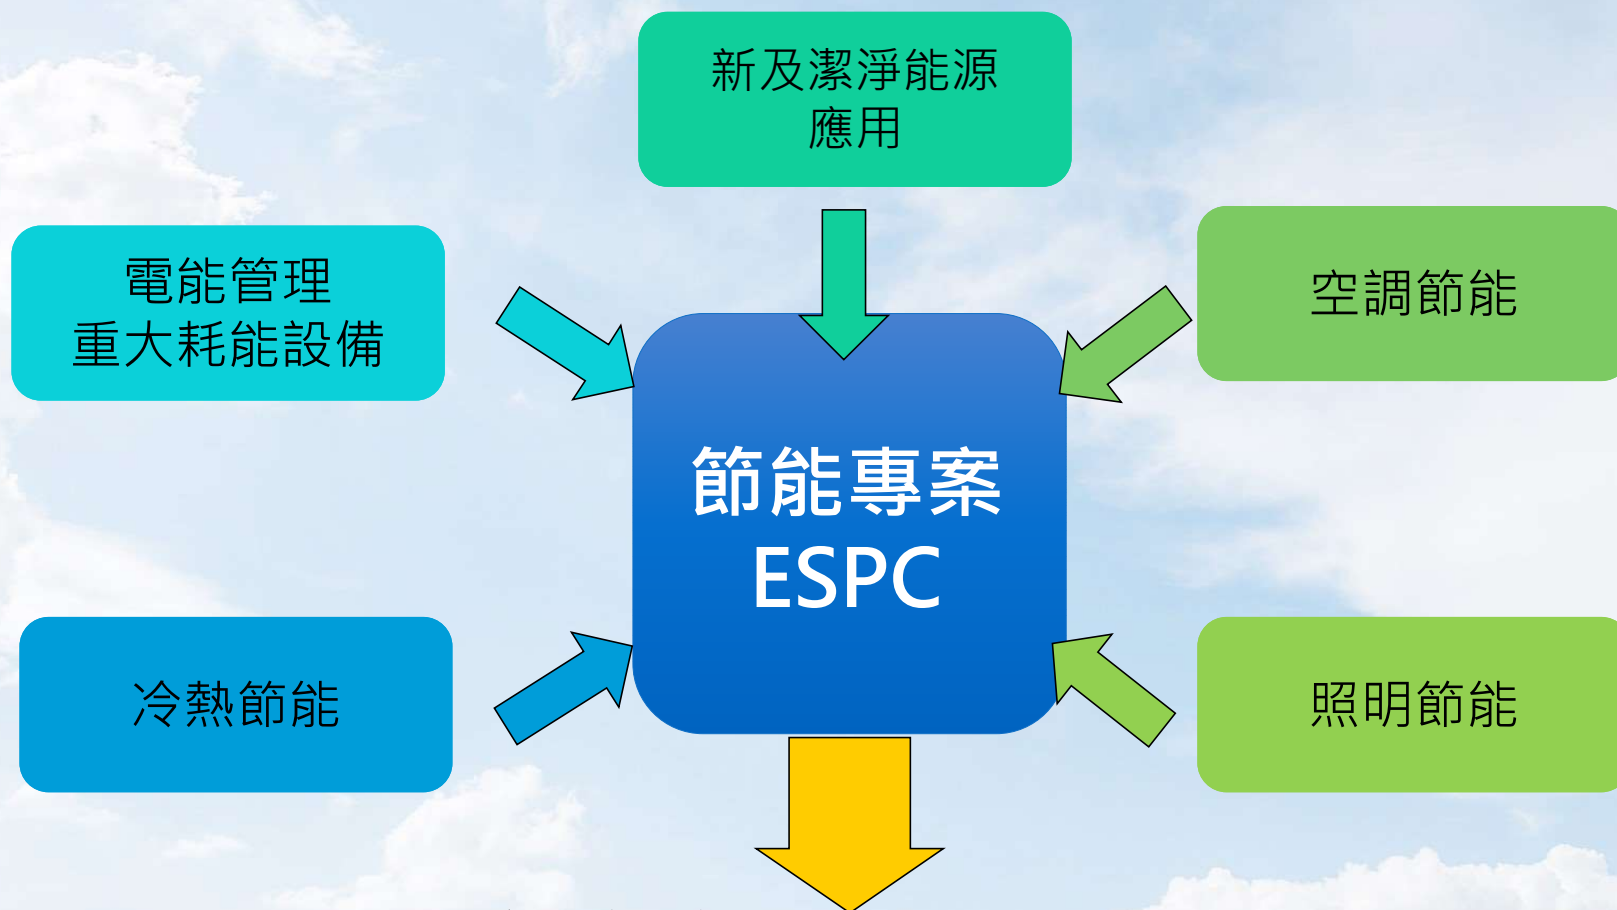 新及潔淨能源
應用
電能管理
重大耗能設備
空調節能
節能專案
ESPC
冷熱節能
照明節能